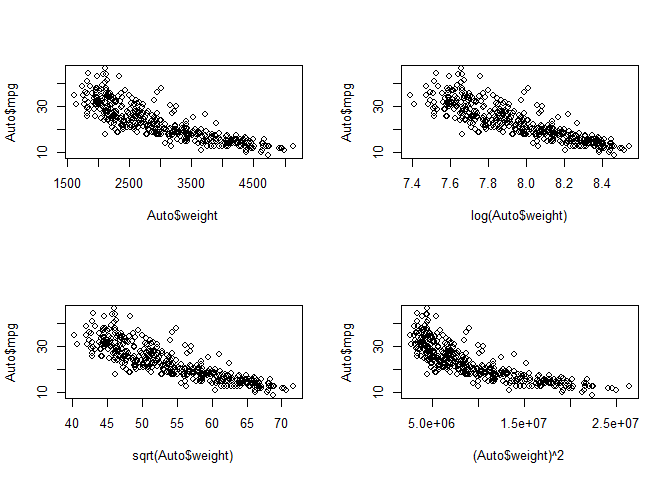 Auto$mpg
30
10
1500 2500 3500 4500
Auto$weight
Auto$mpg
30
10
7.4 7.6 7.8 8.0 8.2 8.4
log(Auto$weight)
Auto$mpg
30
10
40 45 50 55 60 65 70
sqrt(Auto$weight)
Auto$mpg
30
10
5.0e+06 1.5e+07 2.5e+07
(Auto$weight)^2